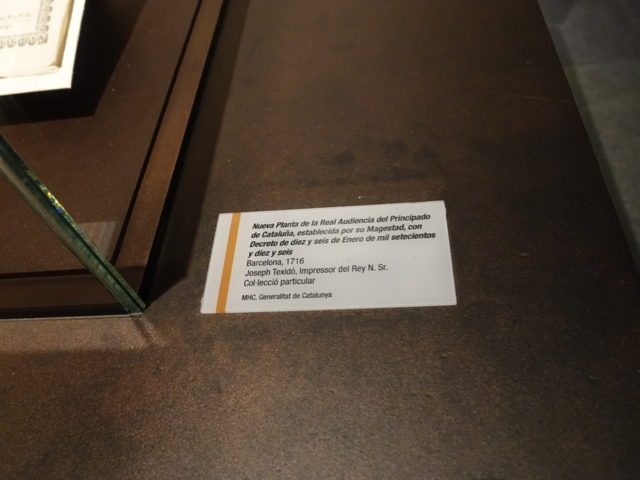 Nueva Planta de la Real Audiencia del Principado
de Cataluña, establecida por su Magestad, con
Decreto de diez y seis de Enero de mil setecientos
y diez y seis
Barcelona, 1716
Joseph Texidó, Impressor del Rey N. Sr.
Col·lecció particular
MHC. Generalitat de Catalunya